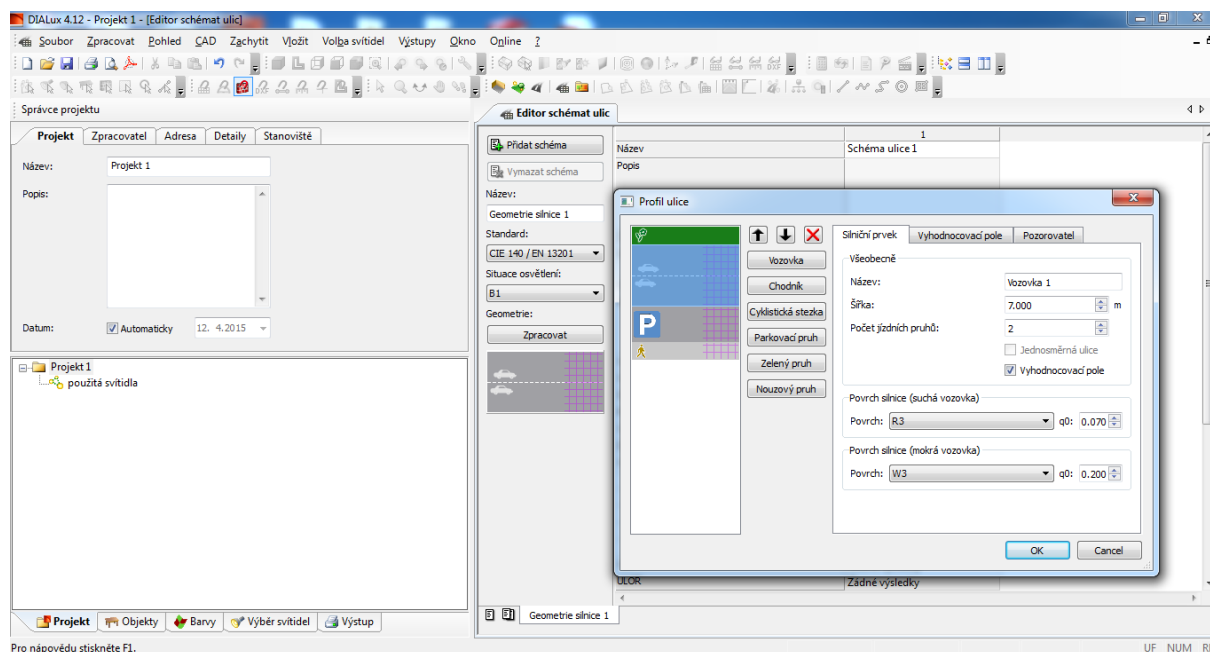 DIALux 4.12 - Projekt 1 - [Editor schémat ulic]
Soubor Zpracovat Pohled CAD Zachytit Vložit Volba svítidel Výstupy Okno Online ?
Správce projektu
Projekt Zpracovatel Adresa Detaily Stanoviště
Název: Projekt 1
Popis:
Datum: Automaticky 12. 4.2015
Projekt 1
použitá svítidla
Projekt Objekty Barvy Výběr svítidel Výstup
Pro nápovědu stiskněte F1.
Editor schémat ulic
Přidat schéma
Vymazat schéma
Název:
Geometrie silnice 1
Standard:
CIE 140 / EN 13201
Situace osvětlení:
B1
Geometrie:
Zpracovat
1
Název Schéma ulice 1
Popis
Profil ulice
P
Vozovka
Chodník
Cyklistická stezka
Parkovací pruh
Zelený pruh
Nouzový pruh
Silniční prvek Vyhodnocovací pole Pozorovatel
Všeobecně
Název: Vozovka 1
Šířka: 7.000 m
Počet jízdních pruhů: 2
Jednosměrná ulice
Vyhodnocovací pole
Povrch silnice (suchá vozovka)
Povrch: R3 q0: 0.070
Povrch silnice (mokrá vozovka)
Povrch: W3 q0: 0.200
OK Cancel
ULOR Žádné výsledky
Geometrie silnice 1
UF NUM